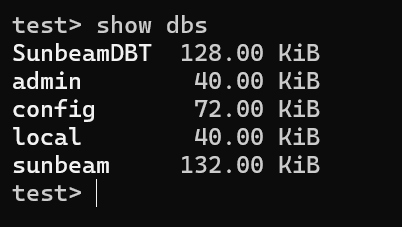 test> show dbs
SunbeamDBT  128.00 KiB
admin        40.00 KiB
config       72.00 KiB
local        40.00 KiB
sunbeam     132.00 KiB
test>